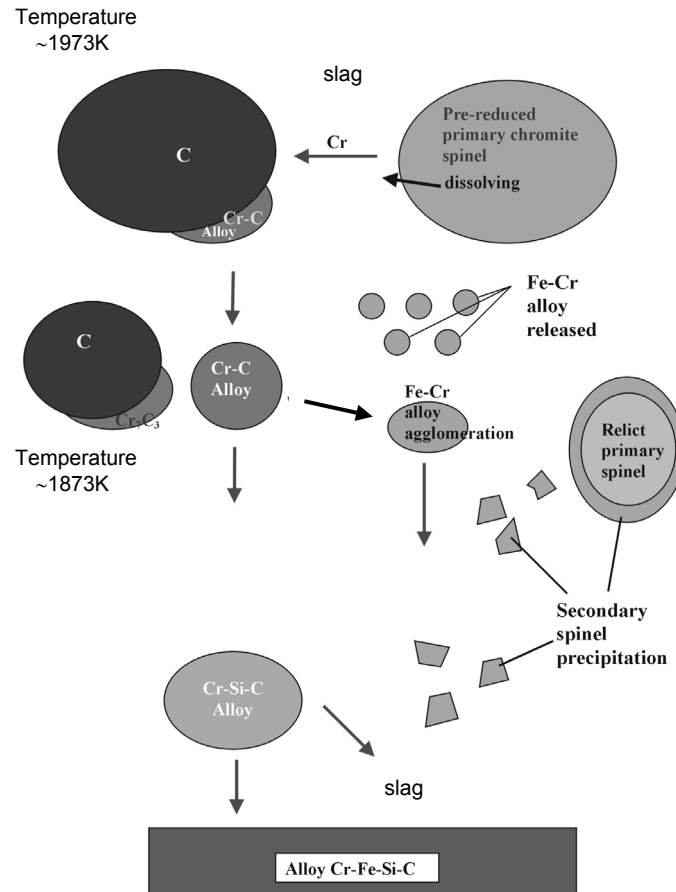 Temperature
~1973K
slag
Pre-reduced
primary chromite
spinel
dissolving
Cr
C
Cr-C
Alloy
Fe-Cr
alloy
released
C
Cr-C
Alloy
Cr₇C₃
Fe-Cr
alloy
agglomeration
Relict
primary
spinel
Temperature
~1873K
Secondary
spinel
precipitation
Cr-Si-C
Alloy
slag
Alloy Cr-Fe-Si-C